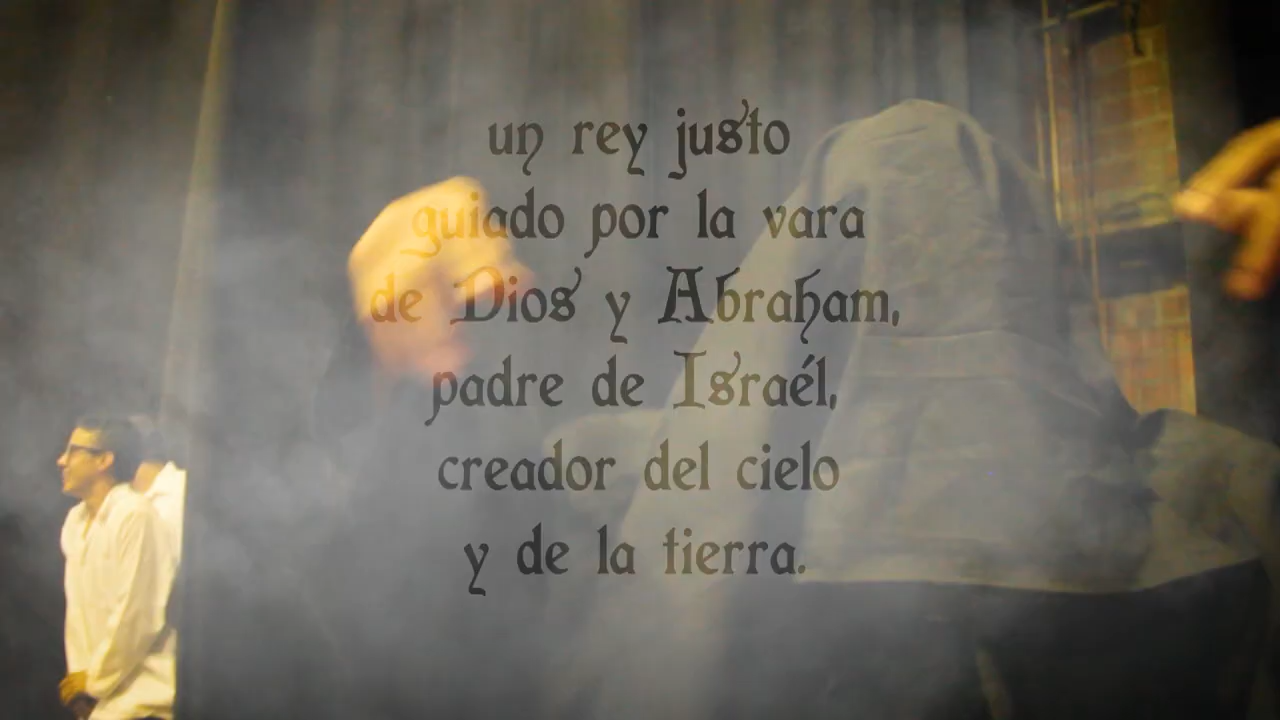 un rey justo
guiado por la vara
de Dios y Abraham,
padre de Israél,
creador del cielo
y de la tierra.